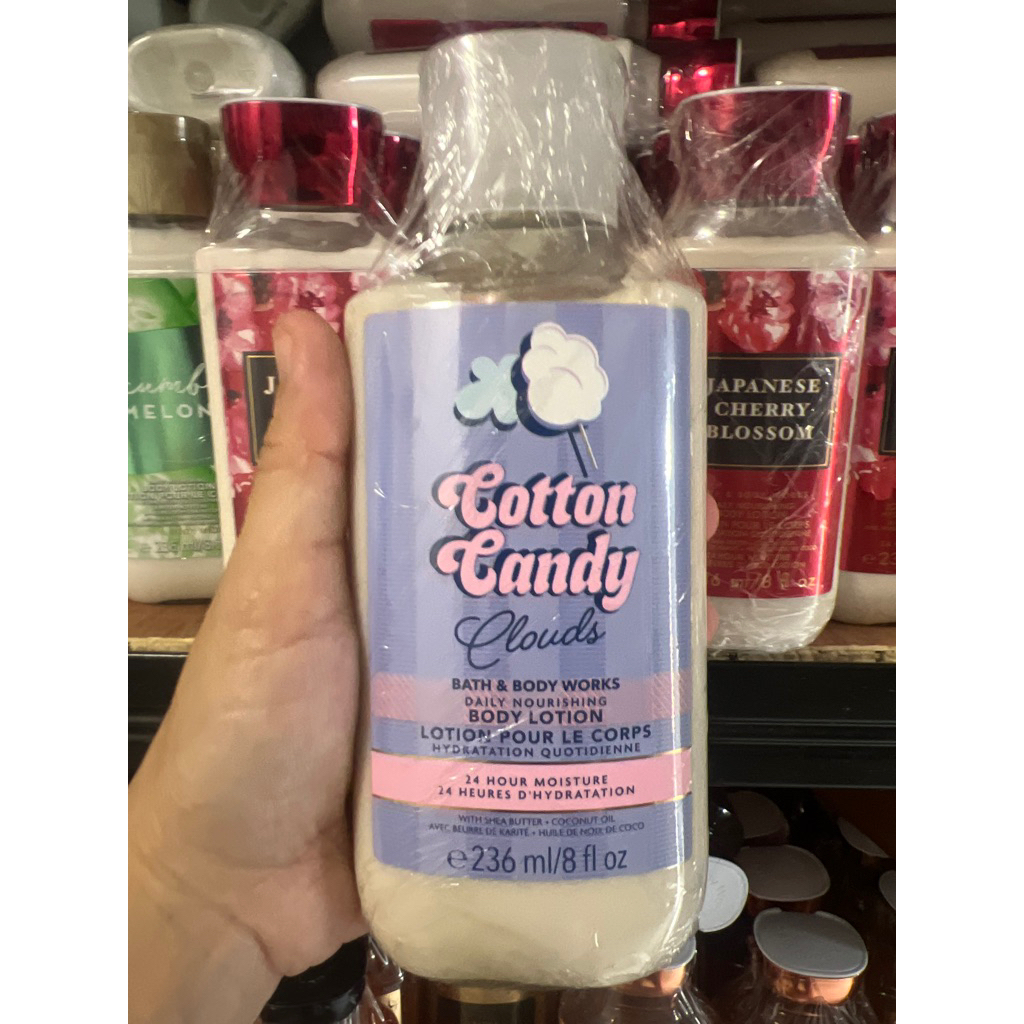 Cotton
Candy
Clouds
BATH & BODY WORKS
DAILY NOURISHING
BODY LOTION
LOTION POUR LE CORPS
HYDRATATION QUOTIDIENNE
24 HOUR MOISTURE
24 HEURES D'HYDRATATION
WITH SHEA BUTTER • COCONUT OIL
AVEC BEURRE DE KARITÉ • HUILE DE NOIX DE COCO
℮236 ml/8 fl oz
JAPANESE
CHERRY
BLOSSOM
MELON